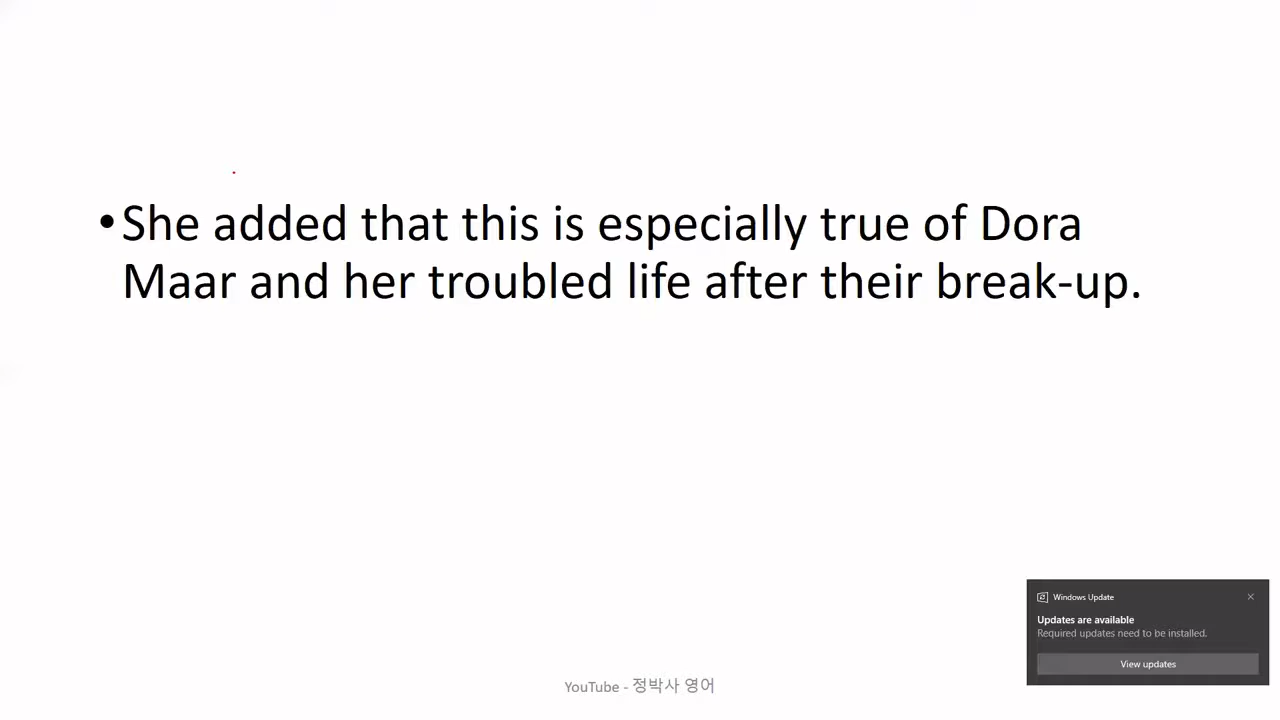 •She added that this is especially true of Dora
Maar and her troubled life after their break-up.
Windows Update
Updates are available
Required updates need to be installed.
View updates
YouTube - 정박사 영어